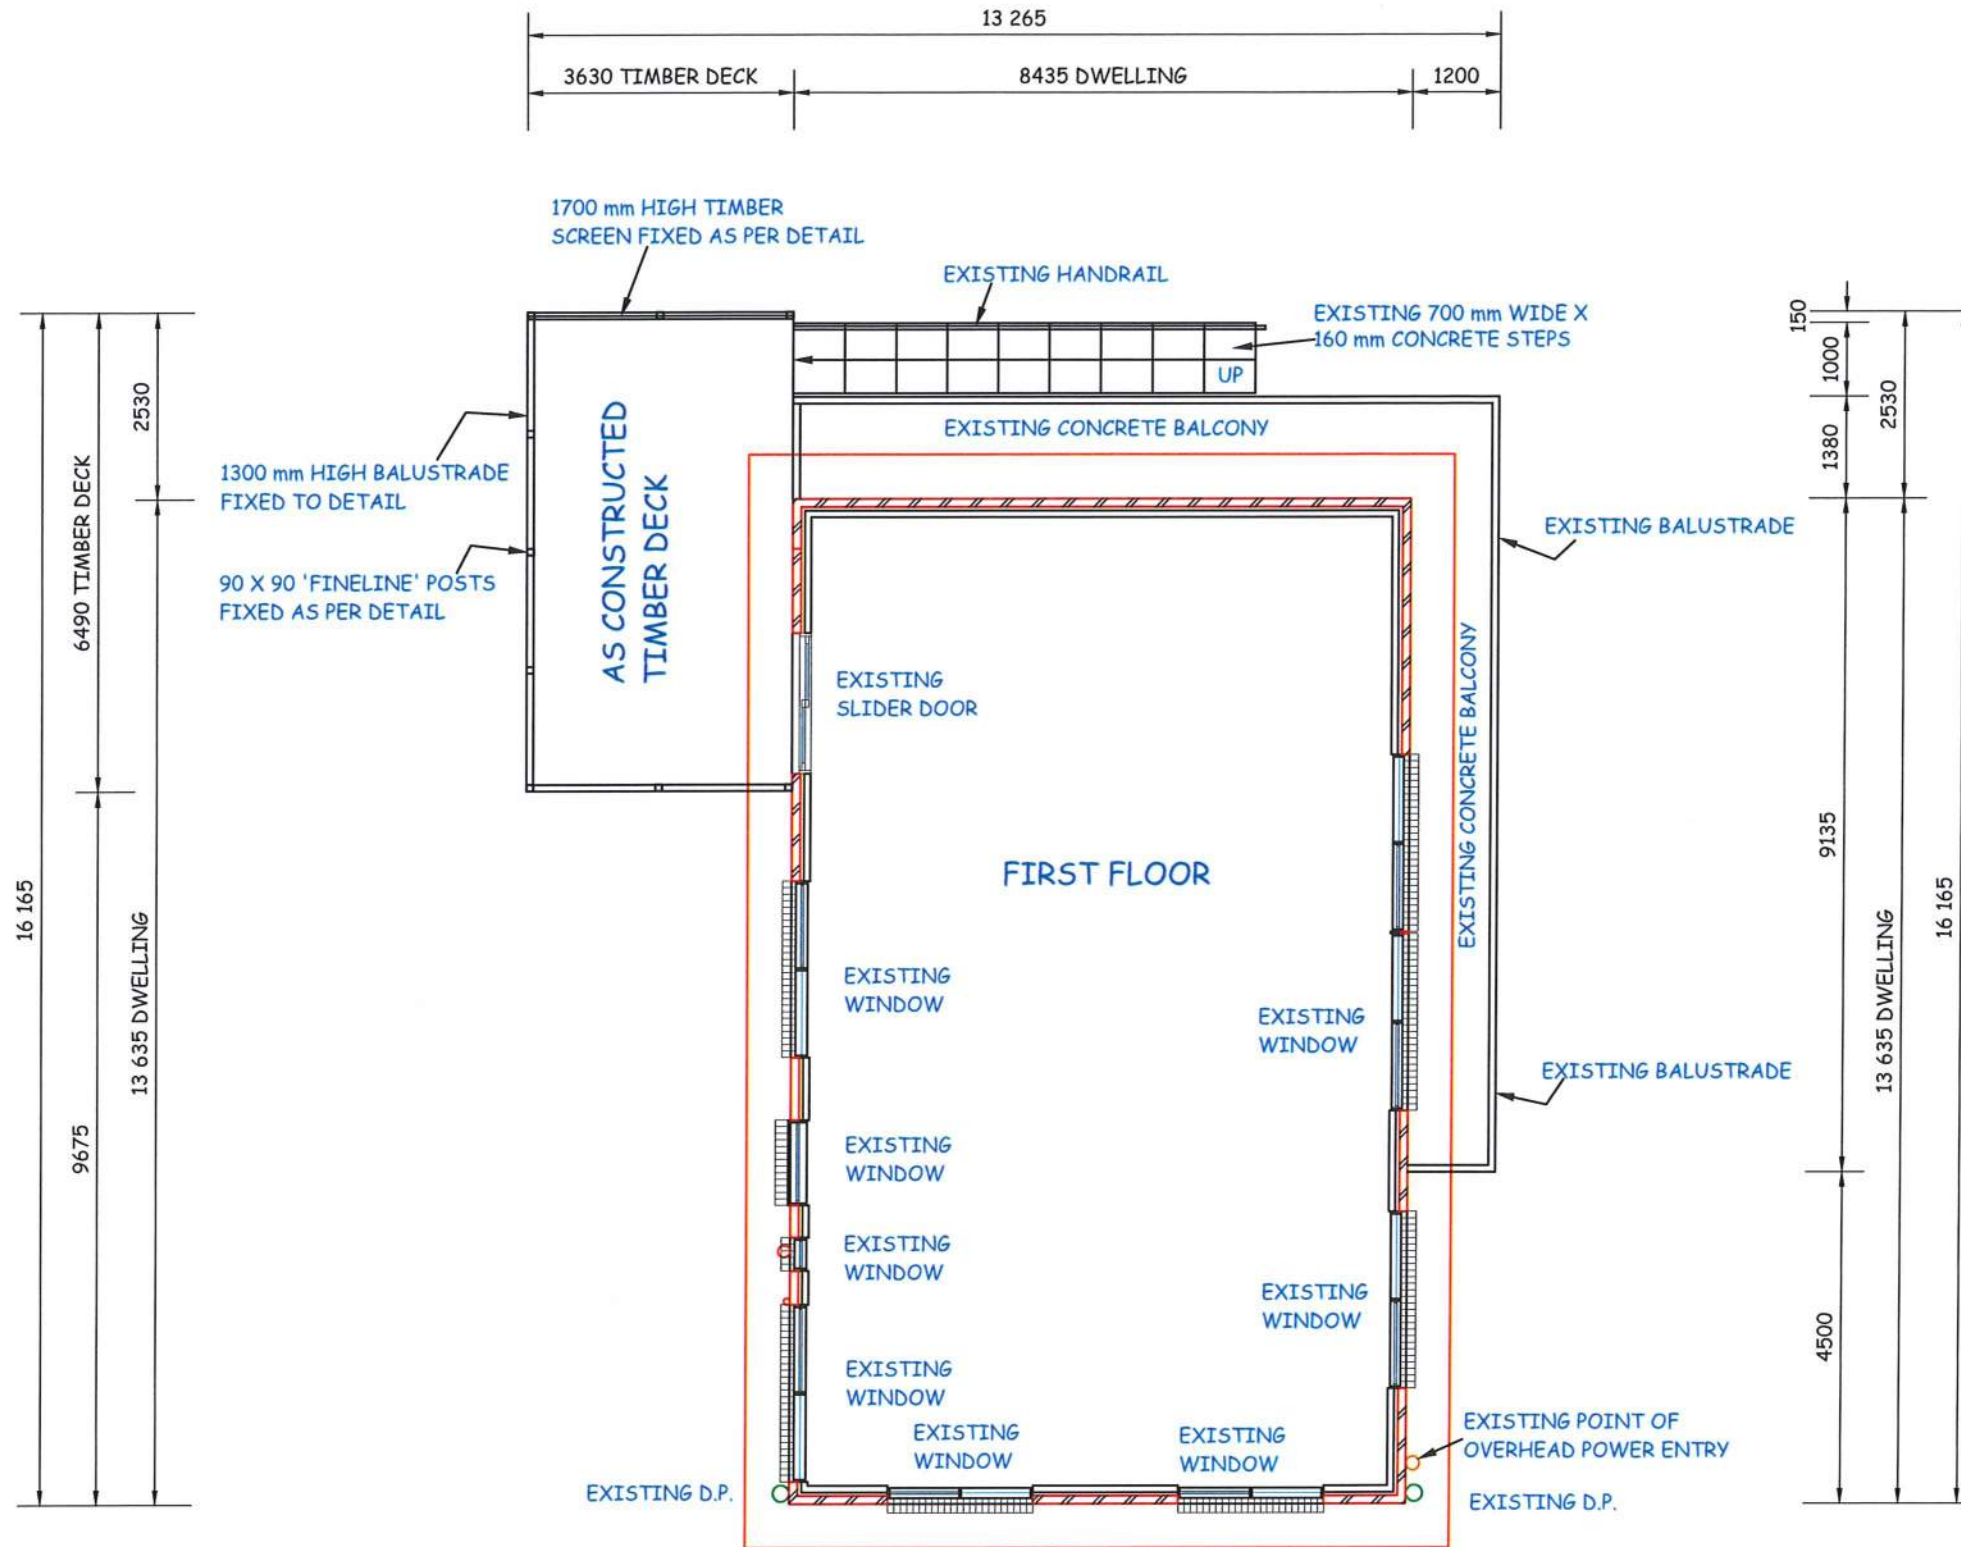 13 265
3630 TIMBER DECK
8435 DWELLING
1200
1700 mm HIGH TIMBER
SCREEN FIXED AS PER DETAIL
EXISTING HANDRAIL
EXISTING 700 mm WIDE X
160 mm CONCRETE STEPS
UP
EXISTING CONCRETE BALCONY
1300 mm HIGH BALUSTRADE
FIXED TO DETAIL
90 X 90 'FINELINE' POSTS
FIXED AS PER DETAIL
AS CONSTRUCTED
TIMBER DECK
EXISTING BALUSTRADE
EXISTING
SLIDER DOOR
EXISTING CONCRETE BALCONY
FIRST FLOOR
EXISTING
WINDOW
EXISTING
WINDOW
EXISTING BALUSTRADE
EXISTING
WINDOW
EXISTING
WINDOW
EXISTING
WINDOW
EXISTING
WINDOW
EXISTING
WINDOW
EXISTING
WINDOW
EXISTING POINT OF
OVERHEAD POWER ENTRY
EXISTING D.P.
EXISTING D.P.
16 165
6490 TIMBER DECK
9675
2530
13 635 DWELLING
150
1000
1380
9135
4500
2530
13 635 DWELLING
16 165